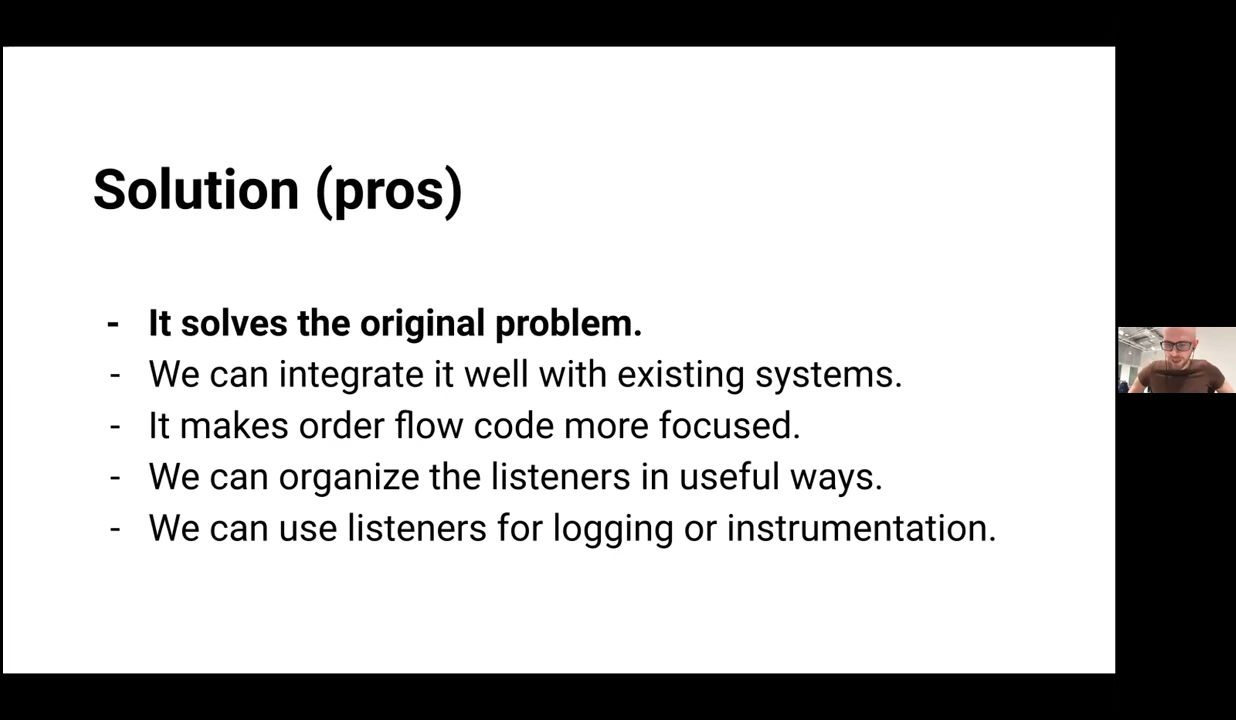 Solution (pros)
- It solves the original problem.
- We can integrate it well with existing systems.
- It makes order flow code more focused.
- We can organize the listeners in useful ways.
- We can use listeners for logging or instrumentation.